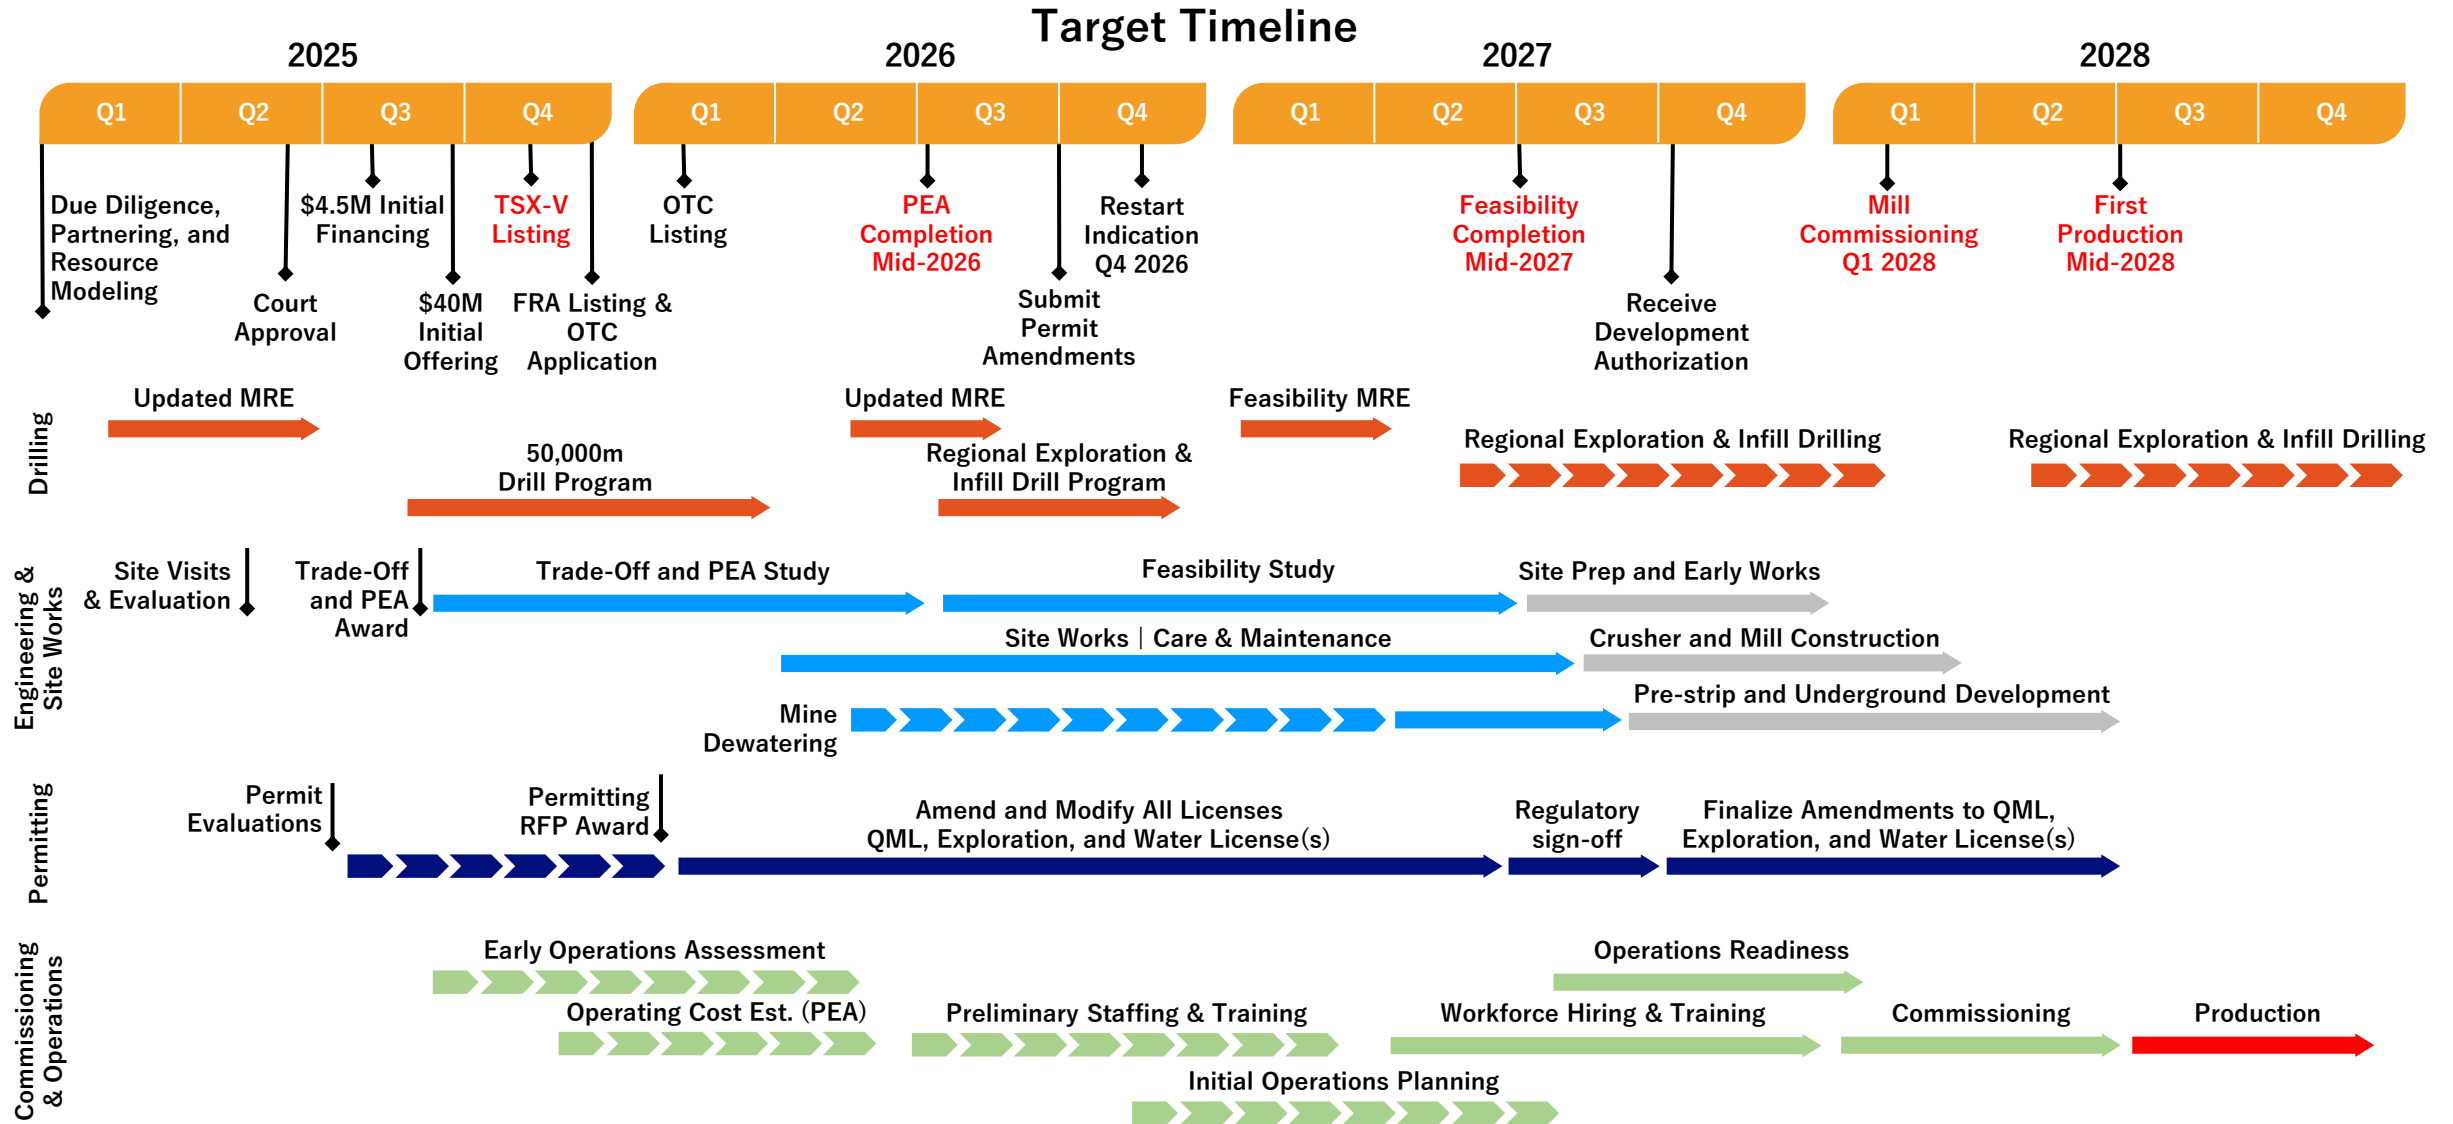 Target Timeline
2025
2026
2027
2028
Q1
Q2
Q3
Q4
Q1
Q2
Q3
Q4
Q1
Q2
Q3
Q4
Q1
Q2
Q3
Q4
Due Diligence,
Partnering, and
Resource
Modeling
Court
Approval
$4.5M Initial
Financing
$40M
Initial
Offering
TSX-V
Listing
FRA Listing &
OTC
Application
OTC
Listing
PEA
Completion
Mid-2026
Submit
Permit
Amendments
Restart
Indication
Q4 2026
Feasibility
Completion
Mid-2027
Receive
Development
Authorization
Mill
Commissioning
Q1 2028
First
Production
Mid-2028
Drilling
Updated MRE
50,000m
Drill Program
Updated MRE
Regional Exploration &
Infill Drill Program
Feasibility MRE
Regional Exploration & Infill Drilling
Regional Exploration & Infill Drilling
Engineering &
Site Works
Site Visits
& Evaluation
Trade-Off
and PEA
Award
Trade-Off and PEA Study
Feasibility Study
Site Prep and Early Works
Site Works | Care & Maintenance
Crusher and Mill Construction
Mine
Dewatering
Pre-strip and Underground Development
Permitting
Permit
Evaluations
Permitting
RFP Award
Amend and Modify All Licenses
QML, Exploration, and Water License(s)
Regulatory
sign-off
Finalize Amendments to QML,
Exploration, and Water License(s)
Commissioning
& Operations
Early Operations Assessment
Operations Readiness
Operating Cost Est. (PEA)
Preliminary Staffing & Training
Workforce Hiring & Training
Commissioning
Production
Initial Operations Planning